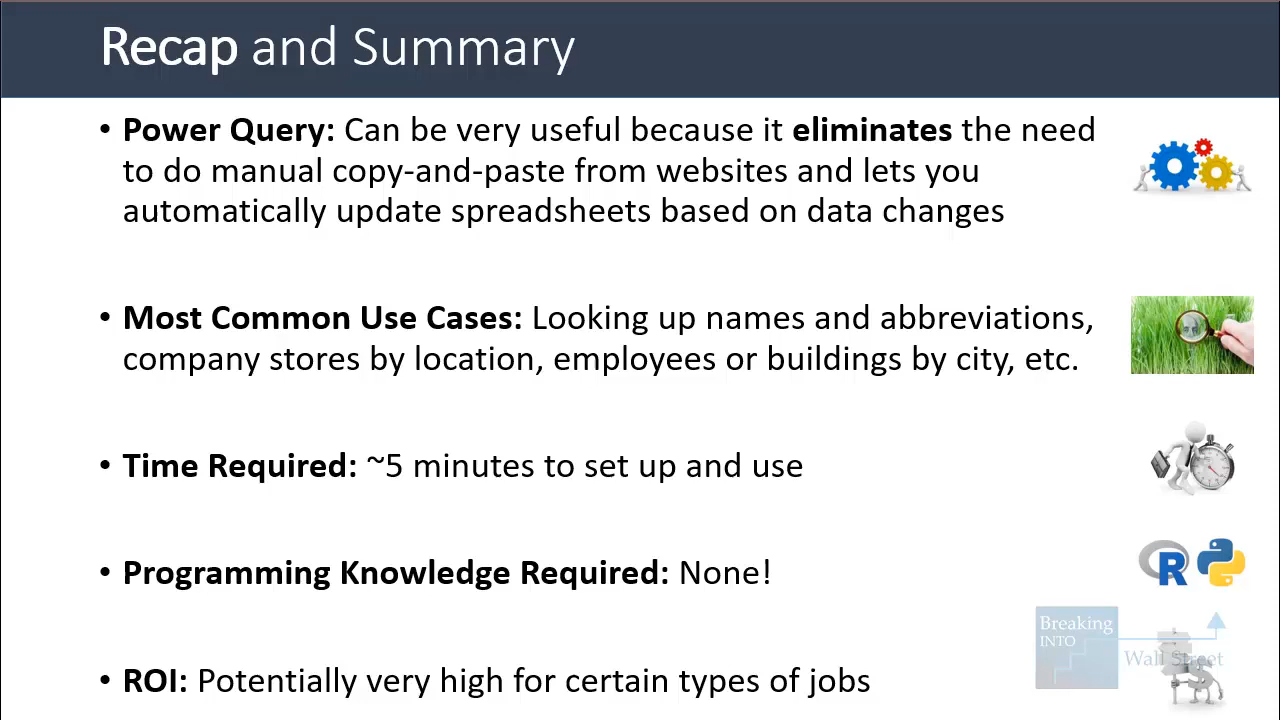 Recap and Summary
• Power Query: Can be very useful because it eliminates the need
to do manual copy-and-paste from websites and lets you
automatically update spreadsheets based on data changes
• Most Common Use Cases: Looking up names and abbreviations,
company stores by location, employees or buildings by city, etc.
• Time Required: ~5 minutes to set up and use
• Programming Knowledge Required: None!
R
Breaking
INTO
Wall Street
• ROI: Potentially very high for certain types of jobs